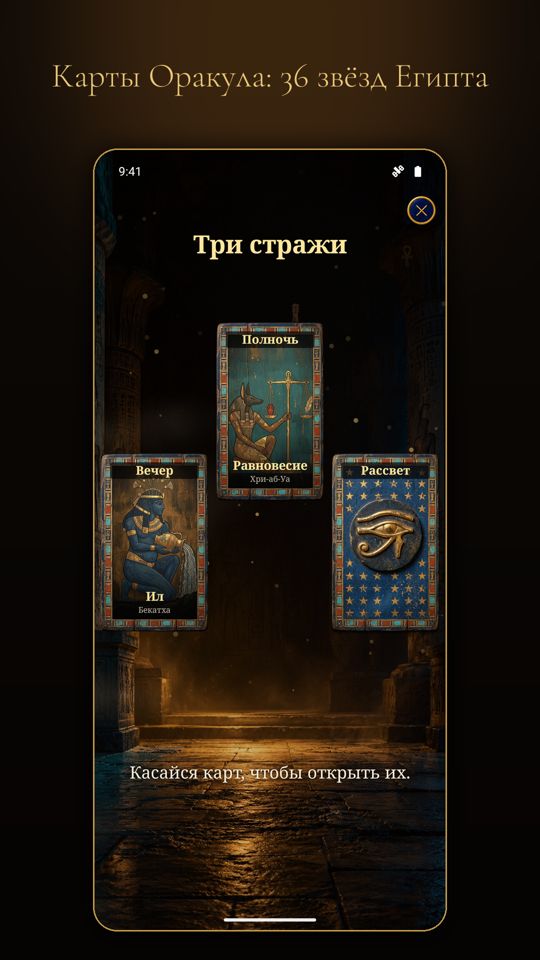 Карты Оракула: 36 звёзд Египта
9:41
Три стражи
Полночь
Равновесие
Хри-аб-Уа
Вечер
Ил
Бекатха
Рассвет
Касайся карт, чтобы открыть их.